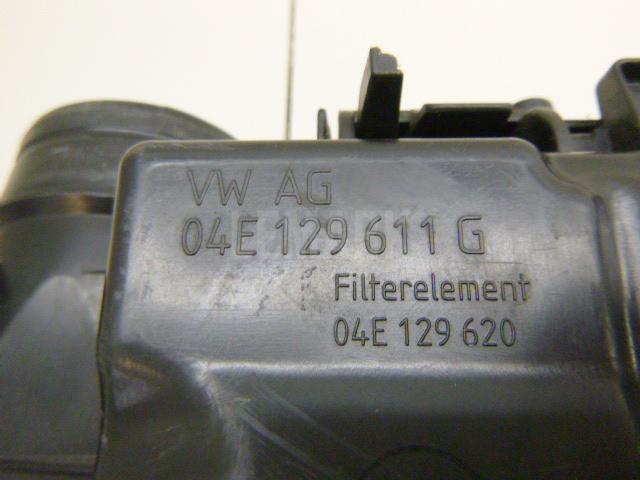 VW AG
04E 129 611 G
Filterelement
04E 129 620